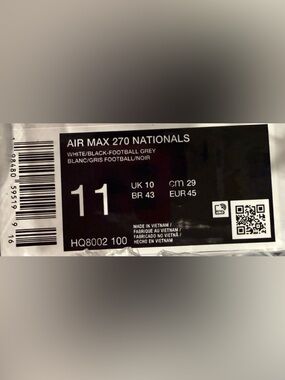 AIR MAX 270 NATIONALS
WHITE/BLACK-FOOTBALL GREY
BLANC/GRIS FOOTBALL/NOIR
11
UK 10
cm 29
BR 43
EUR 45
HQ8002 100
MADE IN VIETNAM /
FABRIQUE AU VIETNAM /
FABRICADO NO VIETNÃ /
HECHO EN VIETNAM